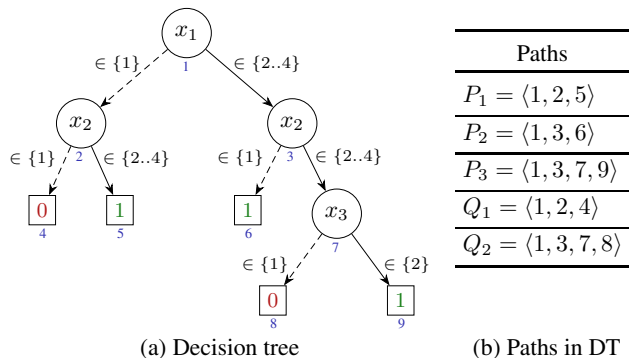 x₁
1
∈ {1}
∈ {2..4}
x₂
2
x₂
3
∈ {1}
∈ {2..4}
∈ {1}
∈ {2..4}
0
4
1
5
1
6
x₃
7
∈ {1}
∈ {2}
0
8
1
9
(a) Decision tree
Paths
P₁ = ⟨1, 2, 5⟩
P₂ = ⟨1, 3, 6⟩
P₃ = ⟨1, 3, 7, 9⟩
Q₁ = ⟨1, 2, 4⟩
Q₂ = ⟨1, 3, 7, 8⟩
(b) Paths in DT